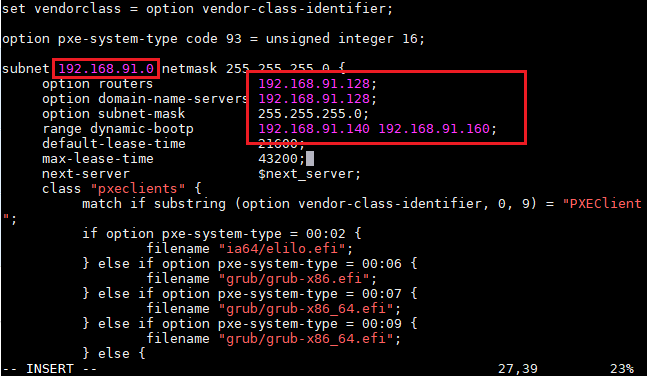 set vendorclass = option vendor-class-identifier;
option pxe-system-type code 93 = unsigned integer 16;
subnet 192.168.91.0 netmask 255.255.255.0 {
option routers 192.168.91.128;
option domain-name-servers 192.168.91.128;
option subnet-mask 255.255.255.0;
range dynamic-bootp 192.168.91.140 192.168.91.160;
default-lease-time 21600;
max-lease-time 43200;
next-server $next_server;
class "pxeclients" {
match if substring (option vendor-class-identifier, 0, 9) = "PXEClient
";
if option pxe-system-type = 00:02 {
filename "ia64/elilo.efi";
} else if option pxe-system-type = 00:06 {
filename "grub/grub-x86.efi";
} else if option pxe-system-type = 00:07 {
filename "grub/grub-x86_64.efi";
} else if option pxe-system-type = 00:09 {
filename "grub/grub-x86_64.efi";
} else {
-- INSERT -- 27,39 23%